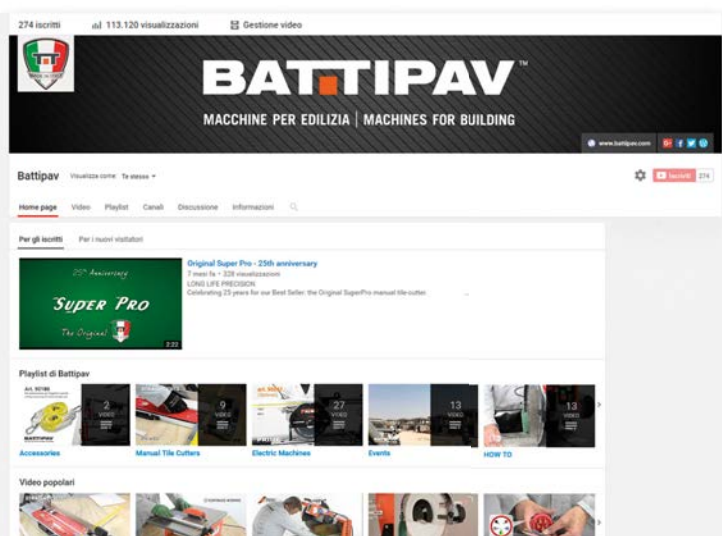 274 iscritti 113.120 visualizzazioni Gestione video
BATTIPAV™
MACCHINE PER EDILIZIA | MACHINES FOR BUILDING
www.battipav.com
Battipav Visualizza come: Te stesso
Iscriviti 274
Home page Video Playlist Canali Discussione Informazioni
Per gli iscritti Per i nuovi visitatori
25th Anniversary
SUPER PRO
The Original
2:22
Original Super Pro - 25th anniversary
7 mesi fa • 328 visualizzazioni
LONG LIFE PRECISION
Celebrating 25 years for our Best Seller: the Original SuperPro manual tile cutter.
Playlist di Battipav
Art. 90186
BATTIPAV
2 VIDEO
9 VIDEO
27 VIDEO
13 VIDEO
13 VIDEO
Accessories Manual Tile Cutters Electric Machines Events HOW TO
Video popolari